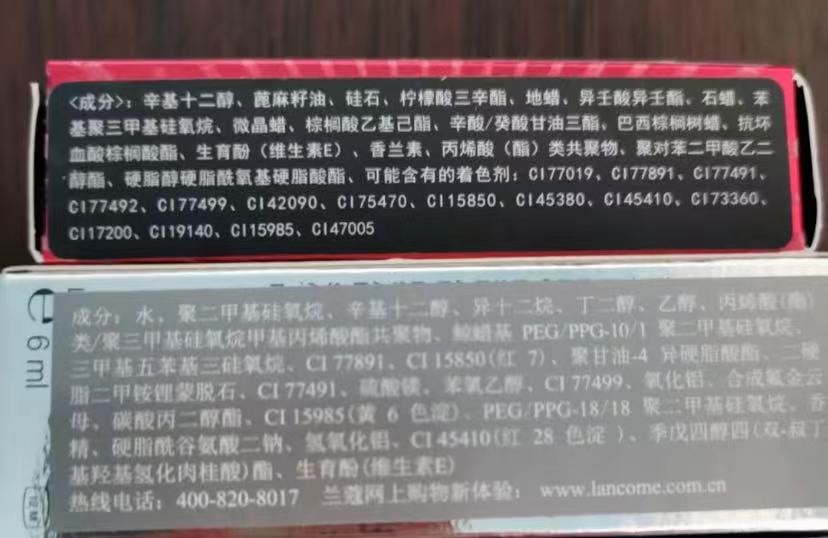 <成分>：辛基十二醇、蓖麻籽油、硅石、柠檬酸三辛酯、地蜡、异壬酸异壬酯、石蜡、苯
基聚三甲基硅氧烷、微晶蜡、棕榈酸乙基己酯、辛酸/癸酸甘油三酯、巴西棕榈树蜡、抗坏
血酸棕榈酸酯、生育酚（维生素E）、香兰素、丙烯酸（酯）类共聚物、聚对苯二甲酸乙二
醇酯、硬脂醇硬脂酰氧基硬脂酸酯、可能含有的着色剂：CI77019、CI77891、CI77491、
CI77492、CI77499、CI42090、CI75470、CI15850、CI45380、CI45410、CI73360、
CI17200、CI19140、CI15985、CI47005
e 6 ml
12 M
成分：水、聚二甲基硅氧烷、辛基十二醇、异十二烷、丁二醇、乙醇、丙烯酸(酯)
类/聚三甲基硅氧烷甲基丙烯酸酯共聚物、鲸蜡基 PEG/PPG-10/1 聚二甲基硅氧烷、
三甲基五苯基三硅氧烷、CI 77891、CI 15850(红 7)、聚甘油-4 异硬脂酸酯、二硬
脂二甲铵锂蒙脱石、CI 77491、硫酸镁、苯氧乙醇、CI 77499、氧化铝、合成氟金云
母、碳酸丙二醇酯、CI 15985(黄 6 色淀)、PEG/PPG-18/18 聚二甲基硅氧烷、香
精、硬脂酰谷氨酸二钠、氢氧化铝、CI 45410(红 28 色淀 )、季戊四醇四(双-叔丁
基羟基氢化肉桂酸)酯、生育酚(维生素E)
热线电话：400-820-8017 兰蔻网上购物新体验：www.lancome.com.cn